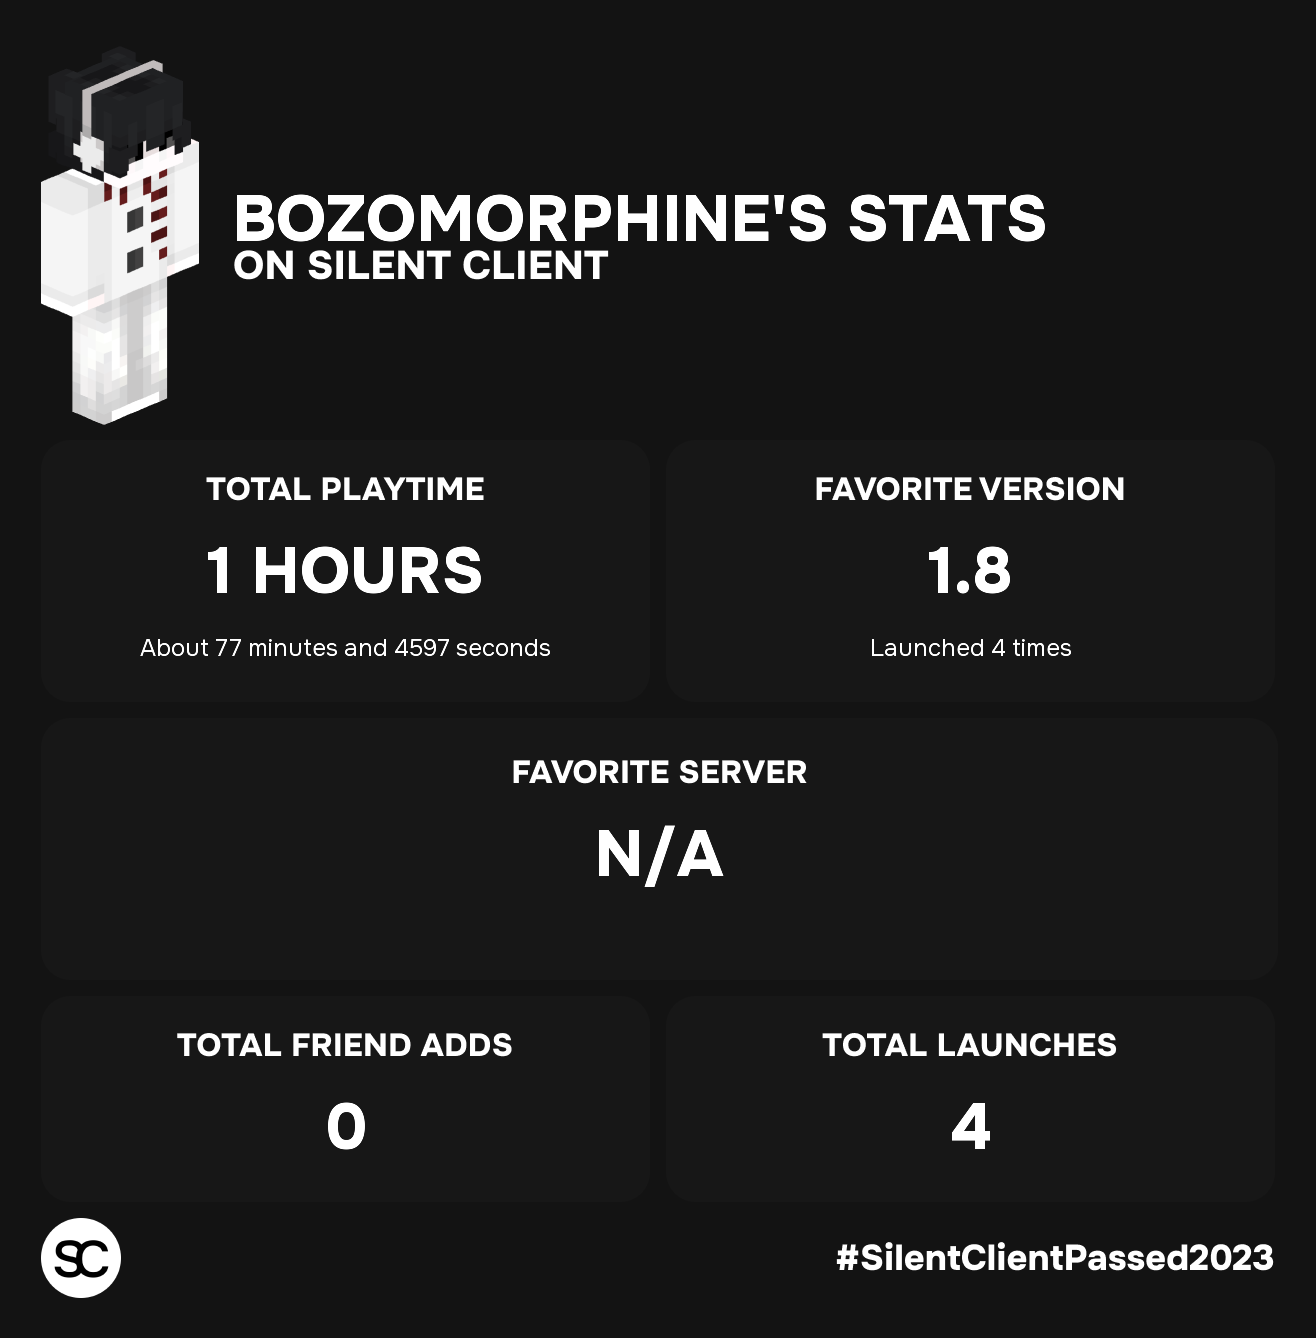 BOZOMORPHINE'S STATS
ON SILENT CLIENT
TOTAL PLAYTIME
1 HOURS
About 77 minutes and 4597 seconds
FAVORITE VERSION
1.8
Launched 4 times
FAVORITE SERVER
N/A
TOTAL FRIEND ADDS
0
TOTAL LAUNCHES
4
SC
#SilentClientPassed2023